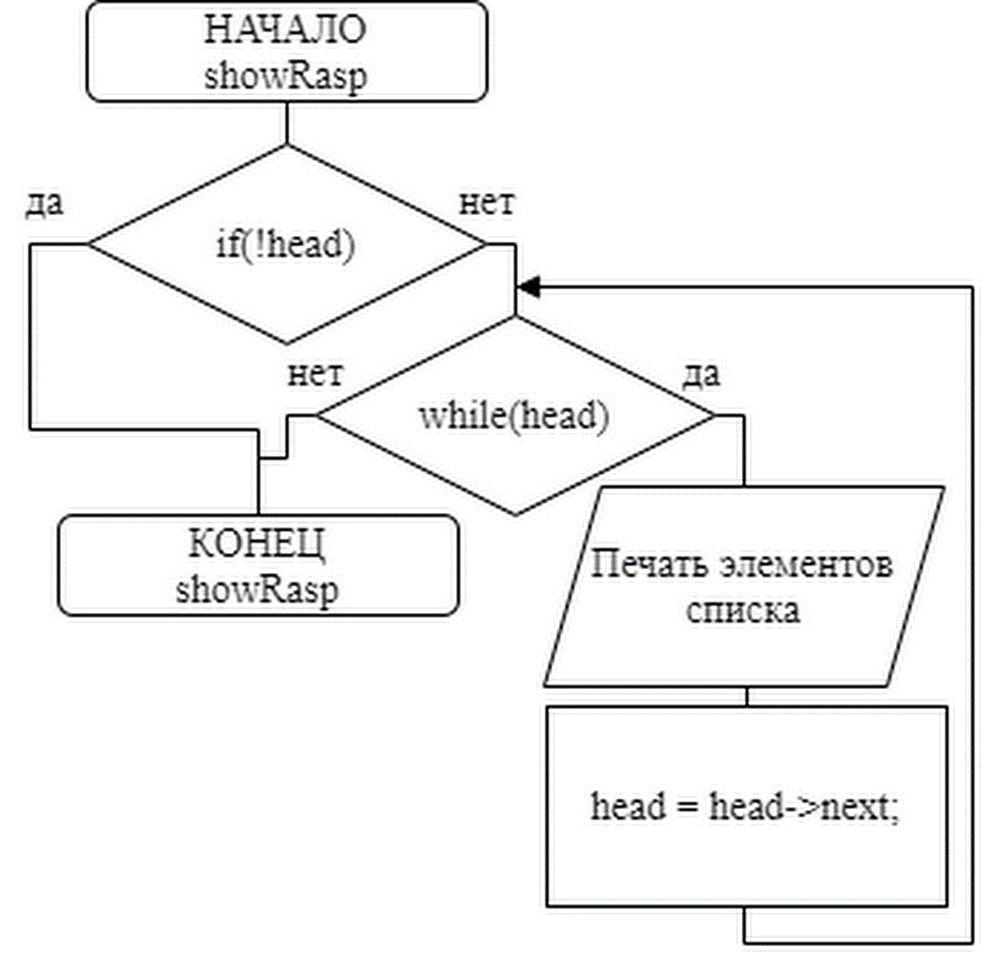 НАЧАЛО
showRasp
да
нет
if(!head)
нет
да
while(head)
КОНЕЦ
showRasp
Печать элементов
списка
head = head->next;